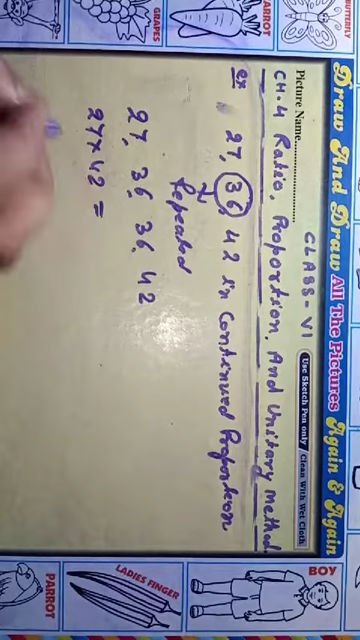 Draw And Draw All The Pictures Again & Again
BUTTERFLY
PARROT
GRAPES
Picture Name
CLASS - VI
Use Sketch Pen only / Clean With Wet Cloth
CH.4 Ratio, Proportion, And Unitary Method
ex 27, 36, 42 in Continued Proportion
Repeated
27, 36, 36, 42
27 × 42 =
BOY
LADIES FINGER
PARROT